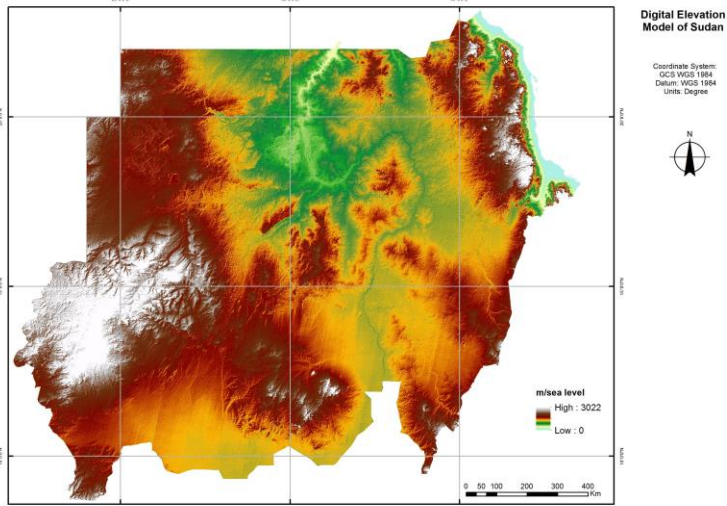 Digital Elevation
Model of Sudan
Coordinate System:
GCS WGS 1984
Datum: WGS 1984
Units: Degree
N
m/sea level
High : 3022
Low : 0
0 50 100 200 300 400
Km